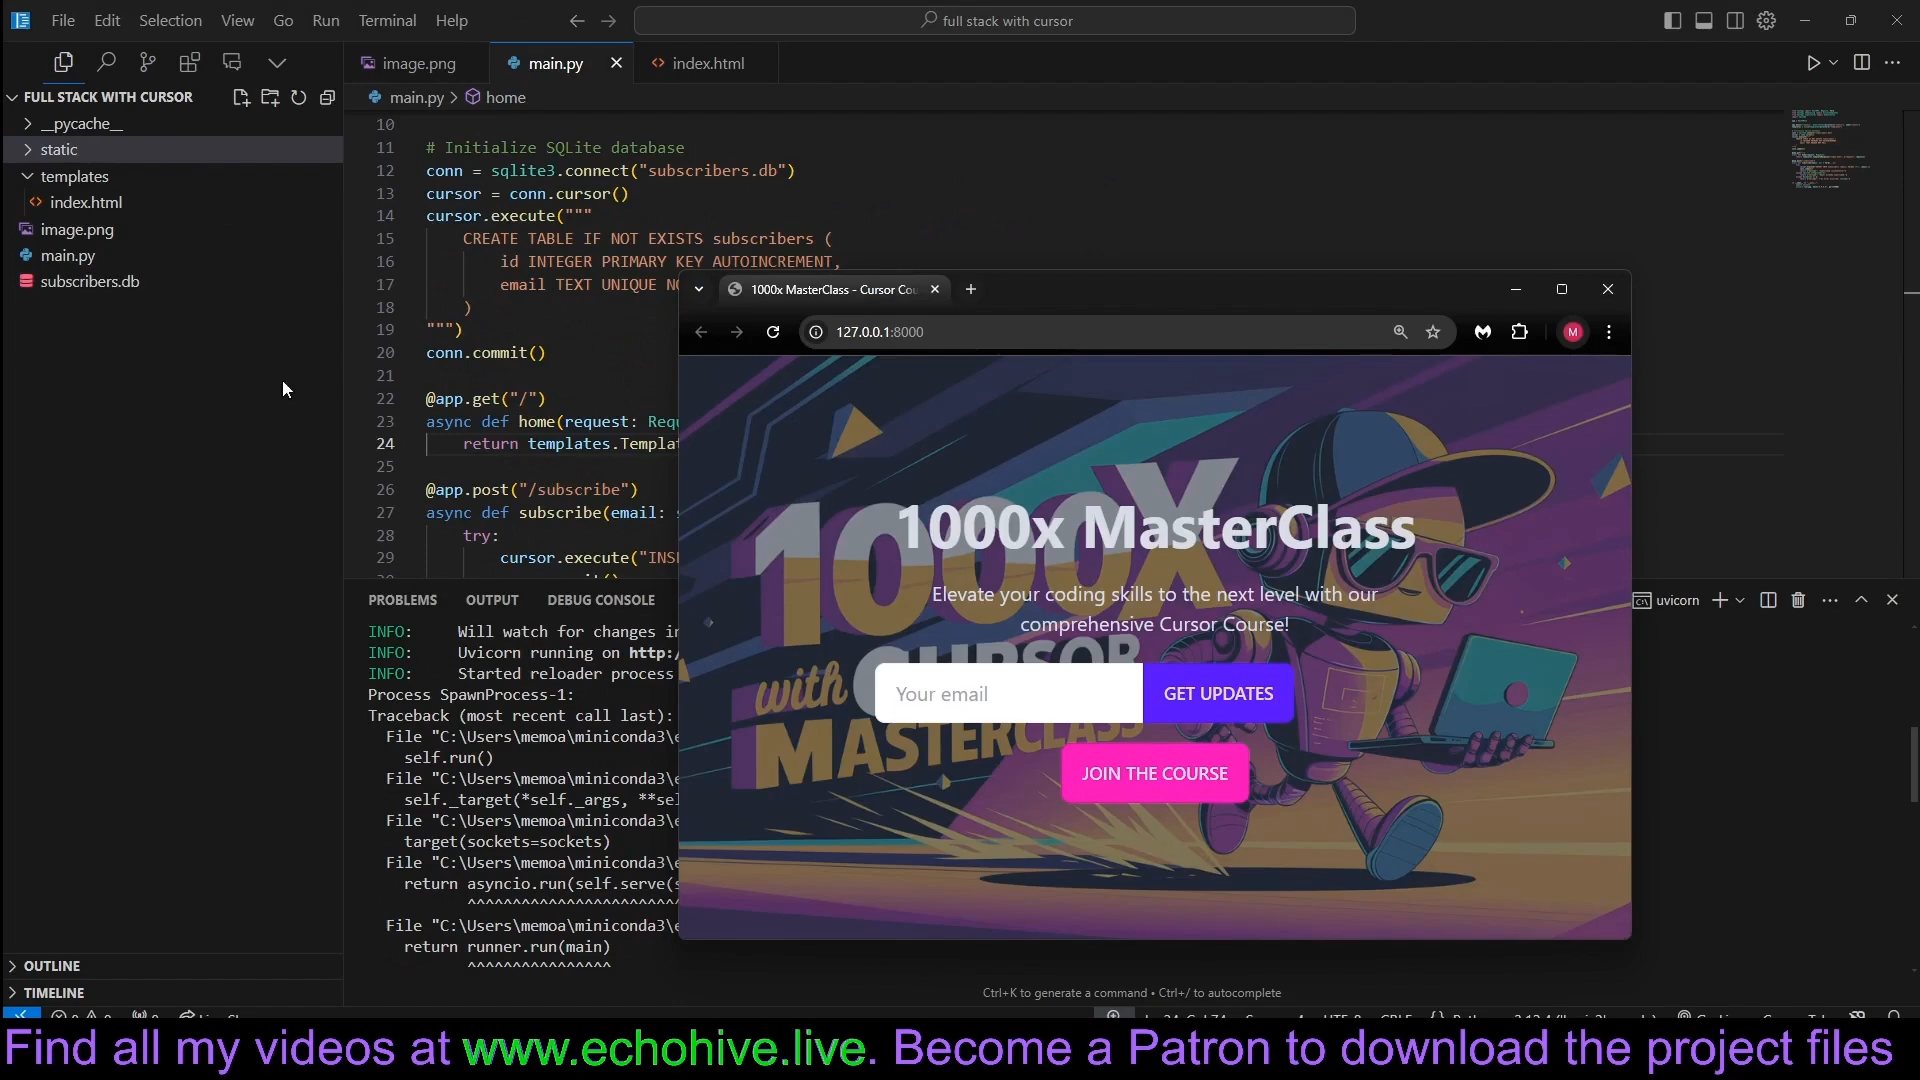 File Edit Selection View Go Run Terminal Help
full stack with cursor
image.png
main.py
index.html
FULL STACK WITH CURSOR
main.py > home
__pycache__
static
templates
index.html
image.png
main.py
subscribers.db
OUTLINE
TIMELINE
10
11 # Initialize SQLite database
12 conn = sqlite3.connect("subscribers.db")
13 cursor = conn.cursor()
14 cursor.execute("""
15 CREATE TABLE IF NOT EXISTS subscribers (
16 id INTEGER PRIMARY KEY AUTOINCREMENT,
17 email TEXT UNIQUE
18 )
19 """)
20 conn.commit()
21
22 @app.get("/")
23 async def home(request:
24 return templates.
25
26 @app.post("/subscribe")
27 async def subscribe(email:
28 try:
29 cursor.execute(
PROBLEMS OUTPUT DEBUG CONSOLE
uvicorn
INFO: Will watch for changes
INFO: Uvicorn running on
INFO: Started reloader process
Process SpawnProcess-1:
Traceback (most recent call last):
File "C:\Users\memoa\miniconda3\
self.run()
File "C:\Users\memoa\miniconda3\
self._target(*self._args,
File "C:\Users\memoa\miniconda3\
target(sockets=sockets)
File "C:\Users\memoa\miniconda3\
return asyncio.run(self.serve(
^^^^^^^^^^^^^^^^^^^^^^^
File "C:\Users\memoa\miniconda3\
return runner.run(main)
^^^^^^^^^^^^^^^^
Ctrl+K to generate a command • Ctrl+/ to autocomplete
1000x MasterClass - Cursor
127.0.0.1:8000
M
1000X
with CURSOR
MASTERCLASS
1000x MasterClass
Elevate your coding skills to the next level with our
comprehensive Cursor Course!
Your email
GET UPDATES
JOIN THE COURSE
Find all my videos at www.echohive.live. Become a Patron to download the project files